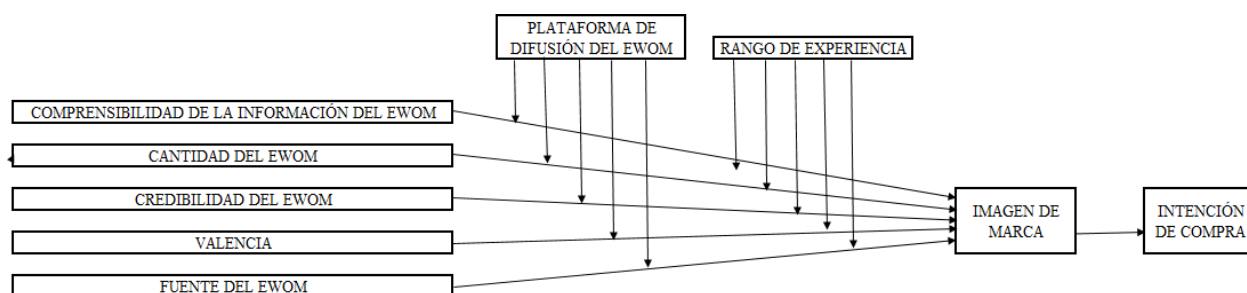 PLATAFORMA DE
DIFUSIÓN DEL EWOM
RANGO DE EXPERIENCIA
COMPRENSIBILIDAD DE LA INFORMACIÓN DEL EWOM
CANTIDAD DEL EWOM
CREDIBILIDAD DEL EWOM
VALENCIA
FUENTE DEL EWOM
IMAGEN DE
MARCA
INTENCIÓN
DE COMPRA